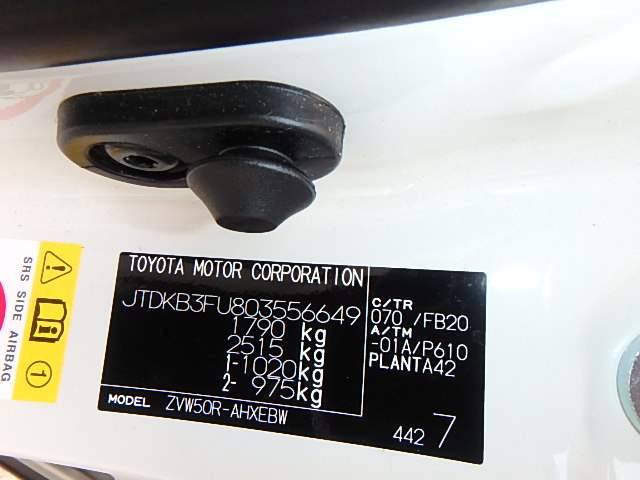 TOYOTA MOTOR CORPORATION
JTDKB3FU803556649
1790 kg
2515 kg
1-1020kg
2- 975kg
C/TR
070 /FB20
A/TM
-01A/P610
PLANTA42
MODEL ZVW50R-AHXEBW
442 7
SRS SIDE AIRBAG
1